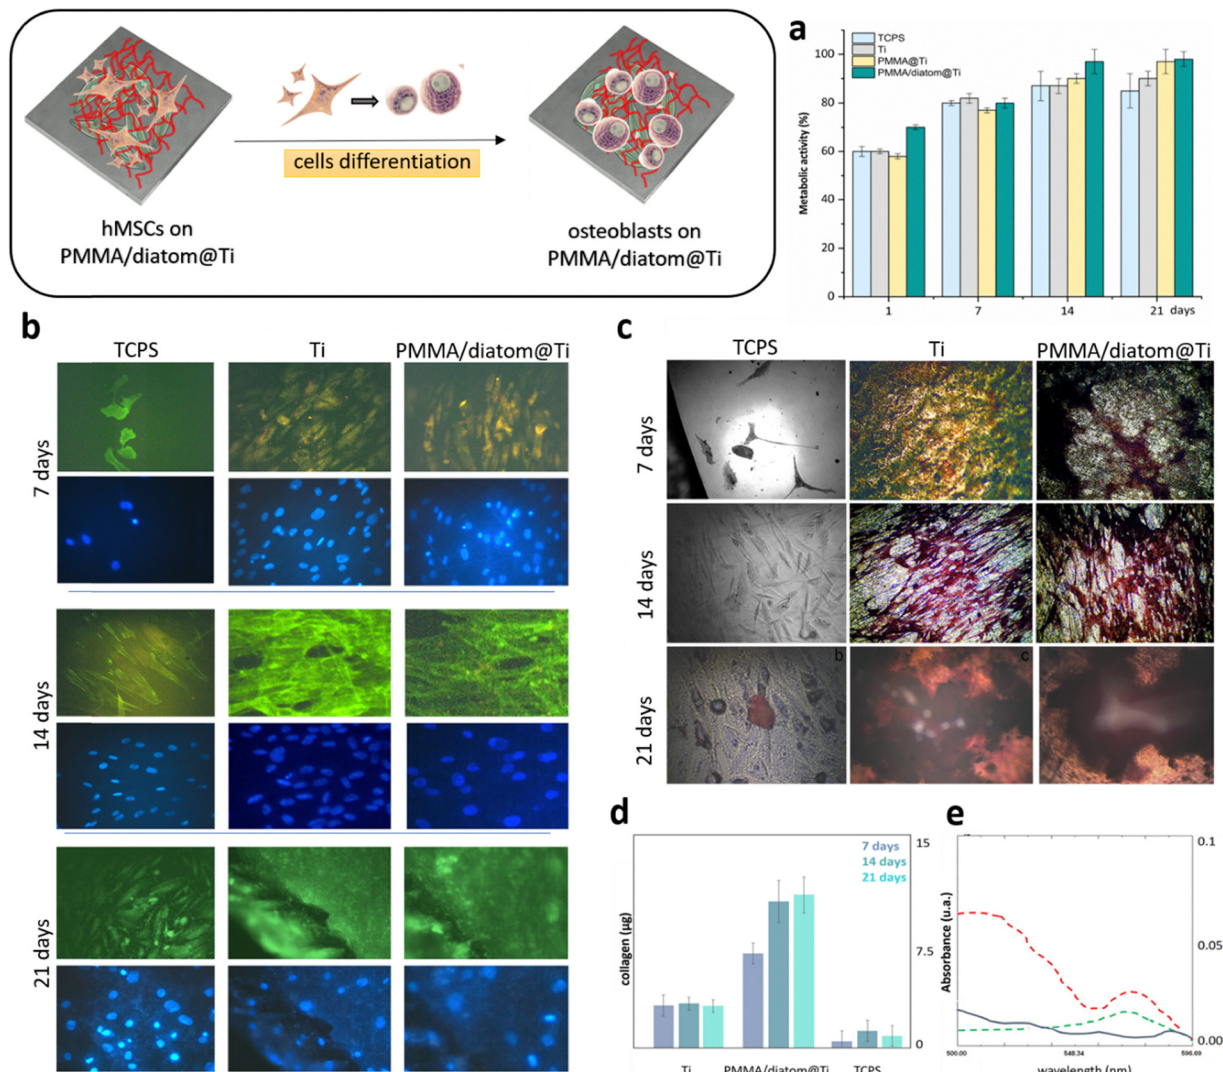 cells differentiation
hMSCs on
PMMA/diatom@Ti
osteoblasts on
PMMA/diatom@Ti
a
TCPS
Ti
PMMA@Ti
PMMA/diatom@Ti
Metabolic activity (%)
100
80
60
40
20
0
1 7 14 21 days
b
TCPS Ti PMMA/diatom@Ti
7 days
14 days
21 days
c
TCPS Ti PMMA/diatom@Ti
7 days
14 days
21 days
b
c
d
7 days
14 days
21 days
collagen (μg)
15
7.5
0
Ti PMMA/diatom@Ti TCPS
e
Absorbance (u.a.)
0.1
0.05
0.00
500.00 548.34 596.69
wavelength (nm)